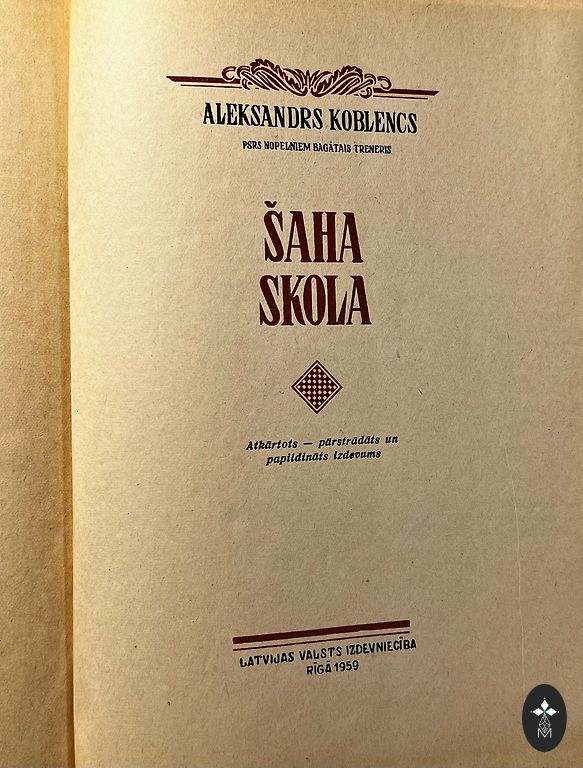 ALEKSANDRS KOBLENCS
PSRS NOPELNIEM BAGĀTAIS TRENERIS
ŠAHA
SKOLA
Atkārtots — pārstrādāts un
papildināts izdevums
LATVIJAS VALSTS IZDEVNIECĪBA
RĪGĀ 1959
M